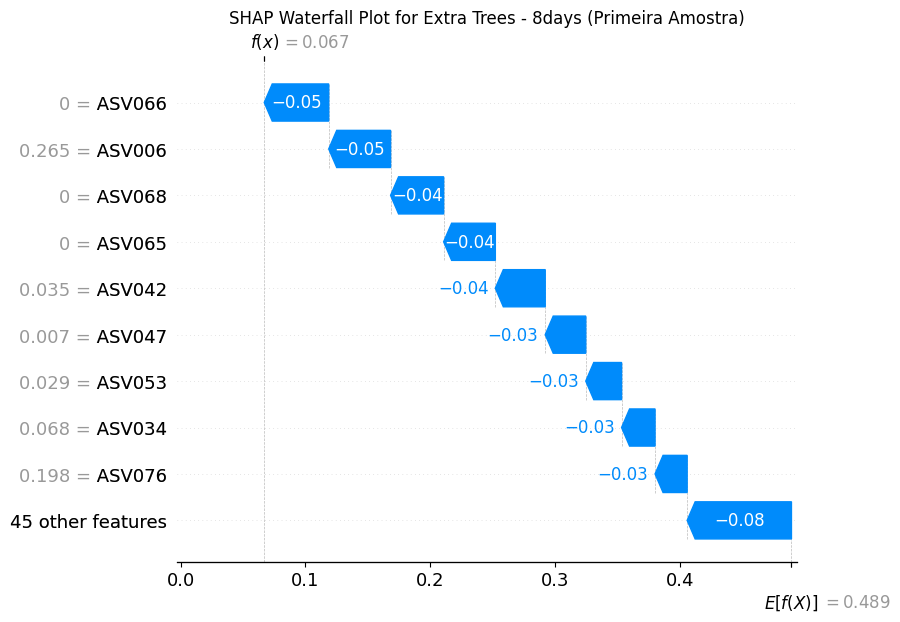 SHAP Waterfall Plot for Extra Trees - 8days (Primeira Amostra)
f(x) = 0.067
0 = ASV066 −0.05
0.265 = ASV006 −0.05
0 = ASV068 −0.04
0 = ASV065 −0.04
0.035 = ASV042 −0.04
0.007 = ASV047 −0.03
0.029 = ASV053 −0.03
0.068 = ASV034 −0.03
0.198 = ASV076 −0.03
45 other features −0.08
0.0 0.1 0.2 0.3 0.4
E[f(X)] = 0.489